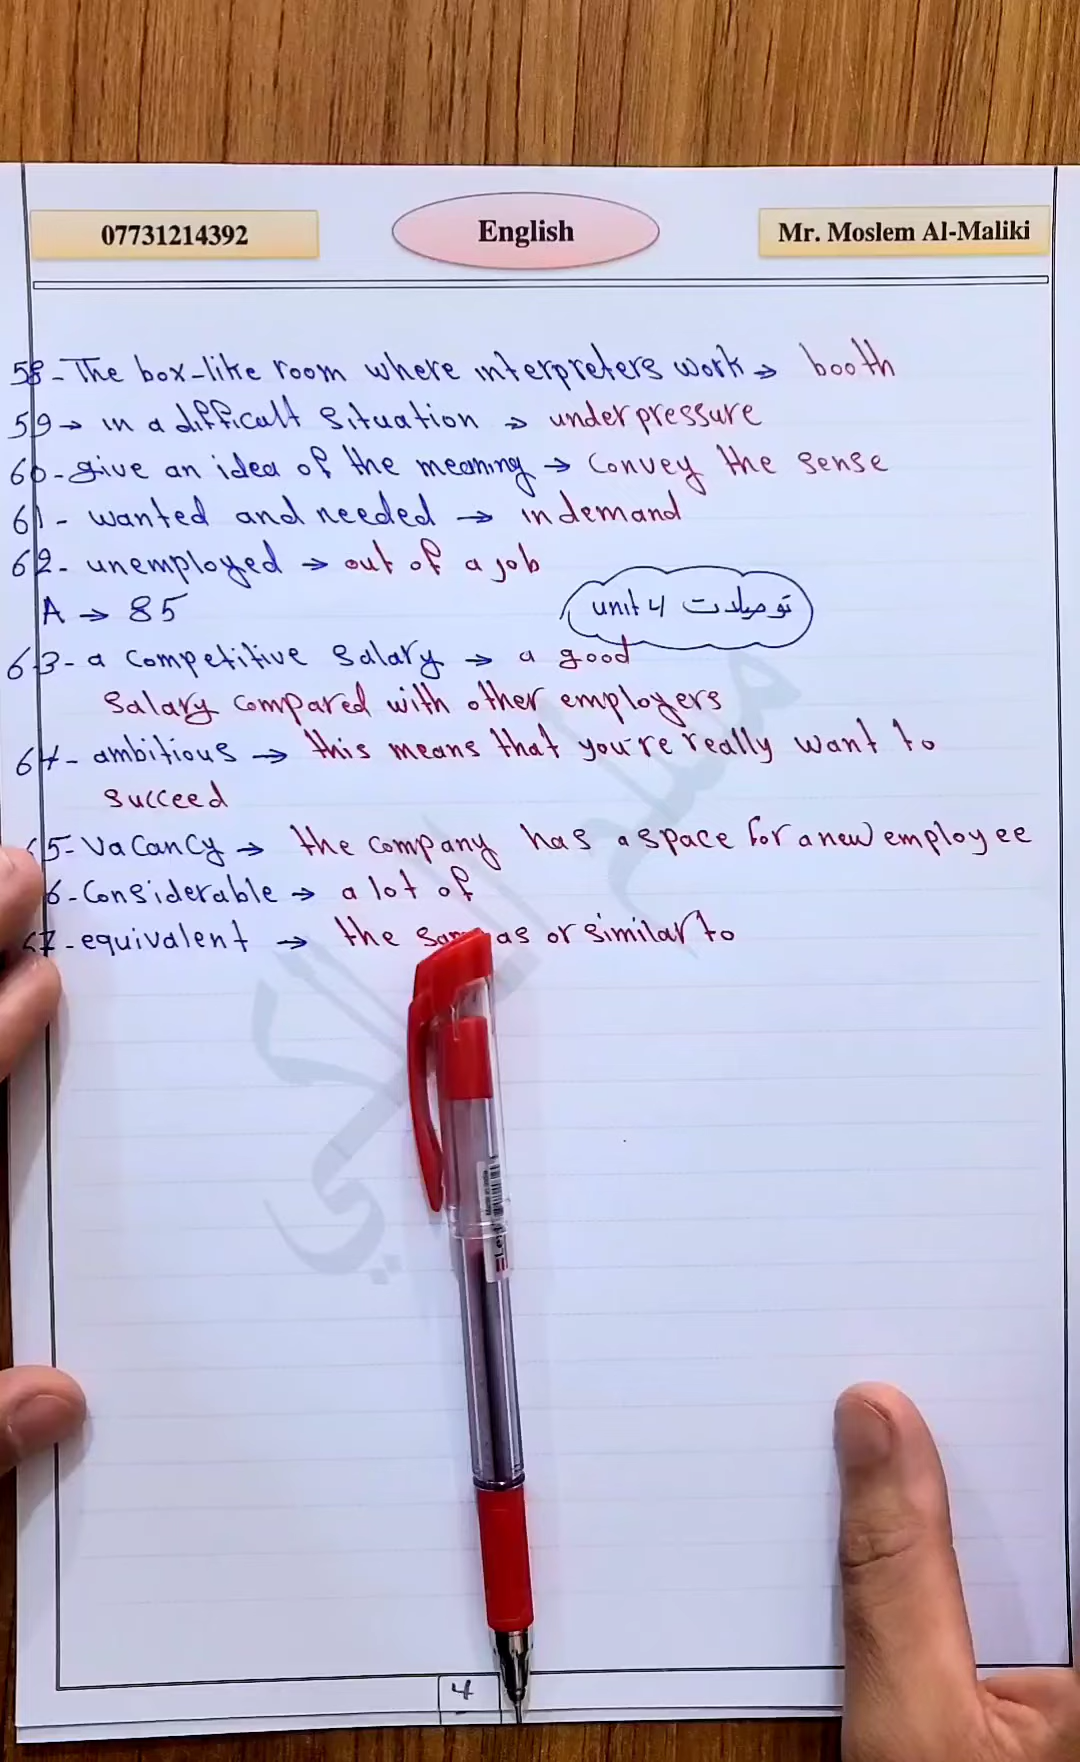 07731214392
English
Mr. Moslem Al-Maliki
58- The box-like room where interpreters work → booth
59 → in a difficult situation → under pressure
60- give an idea of the meaning → Convey the sense
61- wanted and needed → in demand
62- unemployed → out of a job
A → 85
unit 4 توصيلات
63- a Competitive Salary → a good
Salary compared with other employers
64- ambitious → this means that you're really want to
succeed
65- Vacancy → the company has a space for a new employee
6- Considerable → a lot of
67- equivalent → the same as or similar to
مسلم المالكي
4